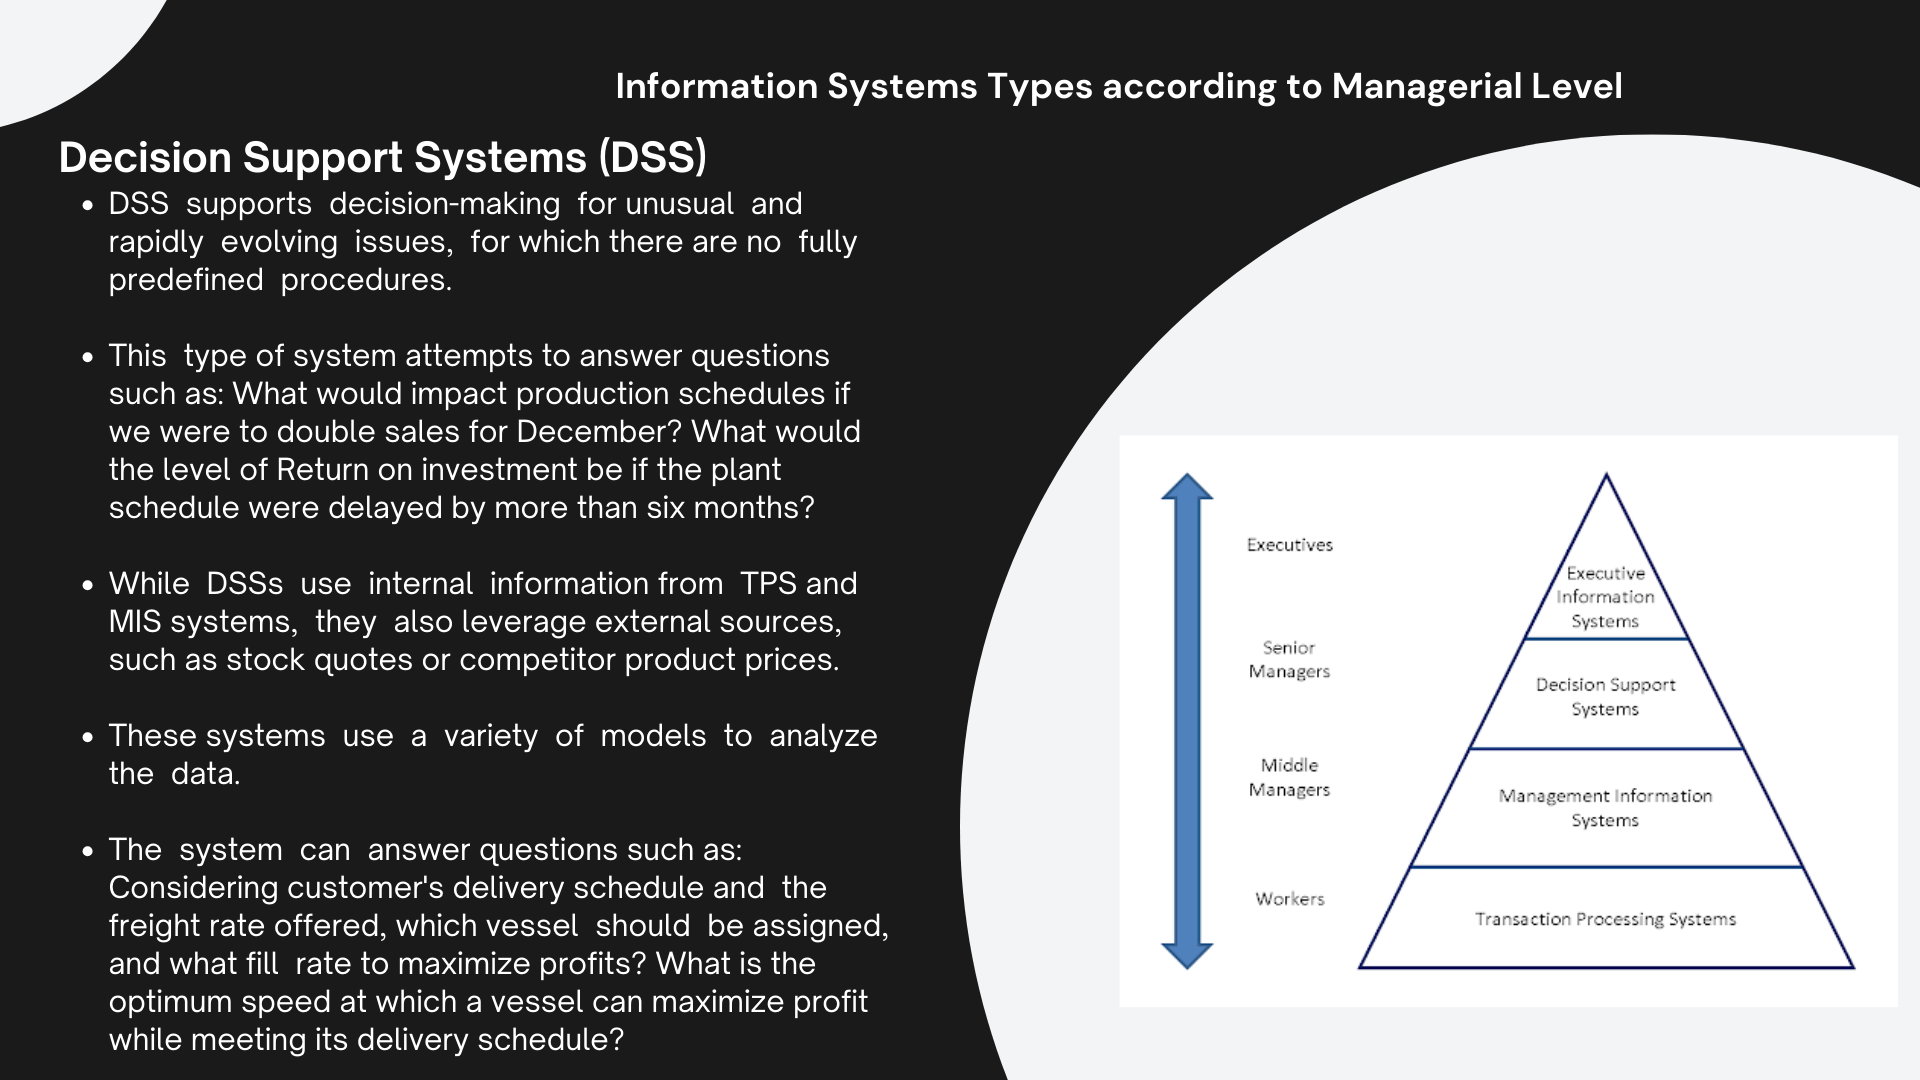 Information Systems Types according to Managerial Level
Decision Support Systems (DSS)
• DSS supports decision-making for unusual and
rapidly evolving issues, for which there are no fully
predefined procedures.
• This type of system attempts to answer questions
such as: What would impact production schedules if
we were to double sales for December? What would
the level of Return on investment be if the plant
schedule were delayed by more than six months?
• While DSSs use internal information from TPS and
MIS systems, they also leverage external sources,
such as stock quotes or competitor product prices.
• These systems use a variety of models to analyze
the data.
• The system can answer questions such as:
Considering customer's delivery schedule and the
freight rate offered, which vessel should be assigned,
and what fill rate to maximize profits? What is the
optimum speed at which a vessel can maximize profit
while meeting its delivery schedule?
Executives
Senior
Managers
Middle
Managers
Workers
Executive
Information
Systems
Decision Support
Systems
Management Information
Systems
Transaction Processing Systems